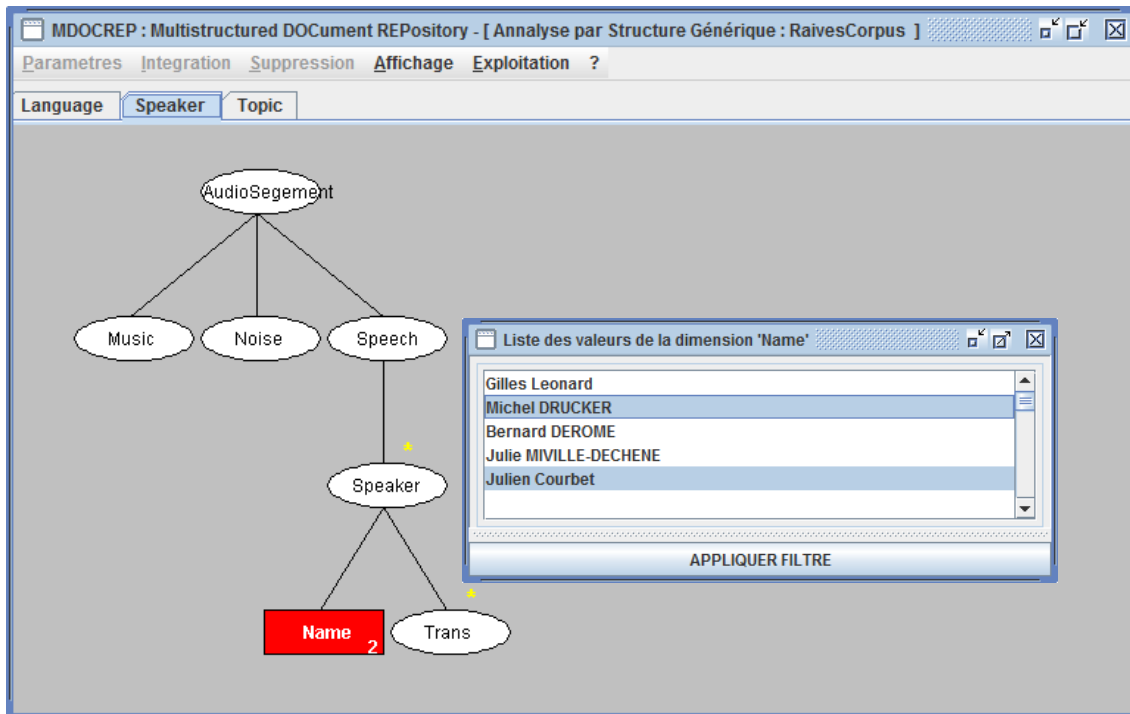 MDOCREP : Multistructured DOCument REPository - [ Annalyse par Structure Générique : RaivesCorpus ]
Parametres Integration Suppression Affichage Exploitation ?
Language Speaker Topic
AudioSegement
Music Noise Speech
Liste des valeurs de la dimension 'Name'
Gilles Leonard
Michel DRUCKER
Bernard DEROME
Julie MIVILLE-DECHENE
Julien Courbet
*
Speaker
APPLIQUER FILTRE
*
Name 2 Trans